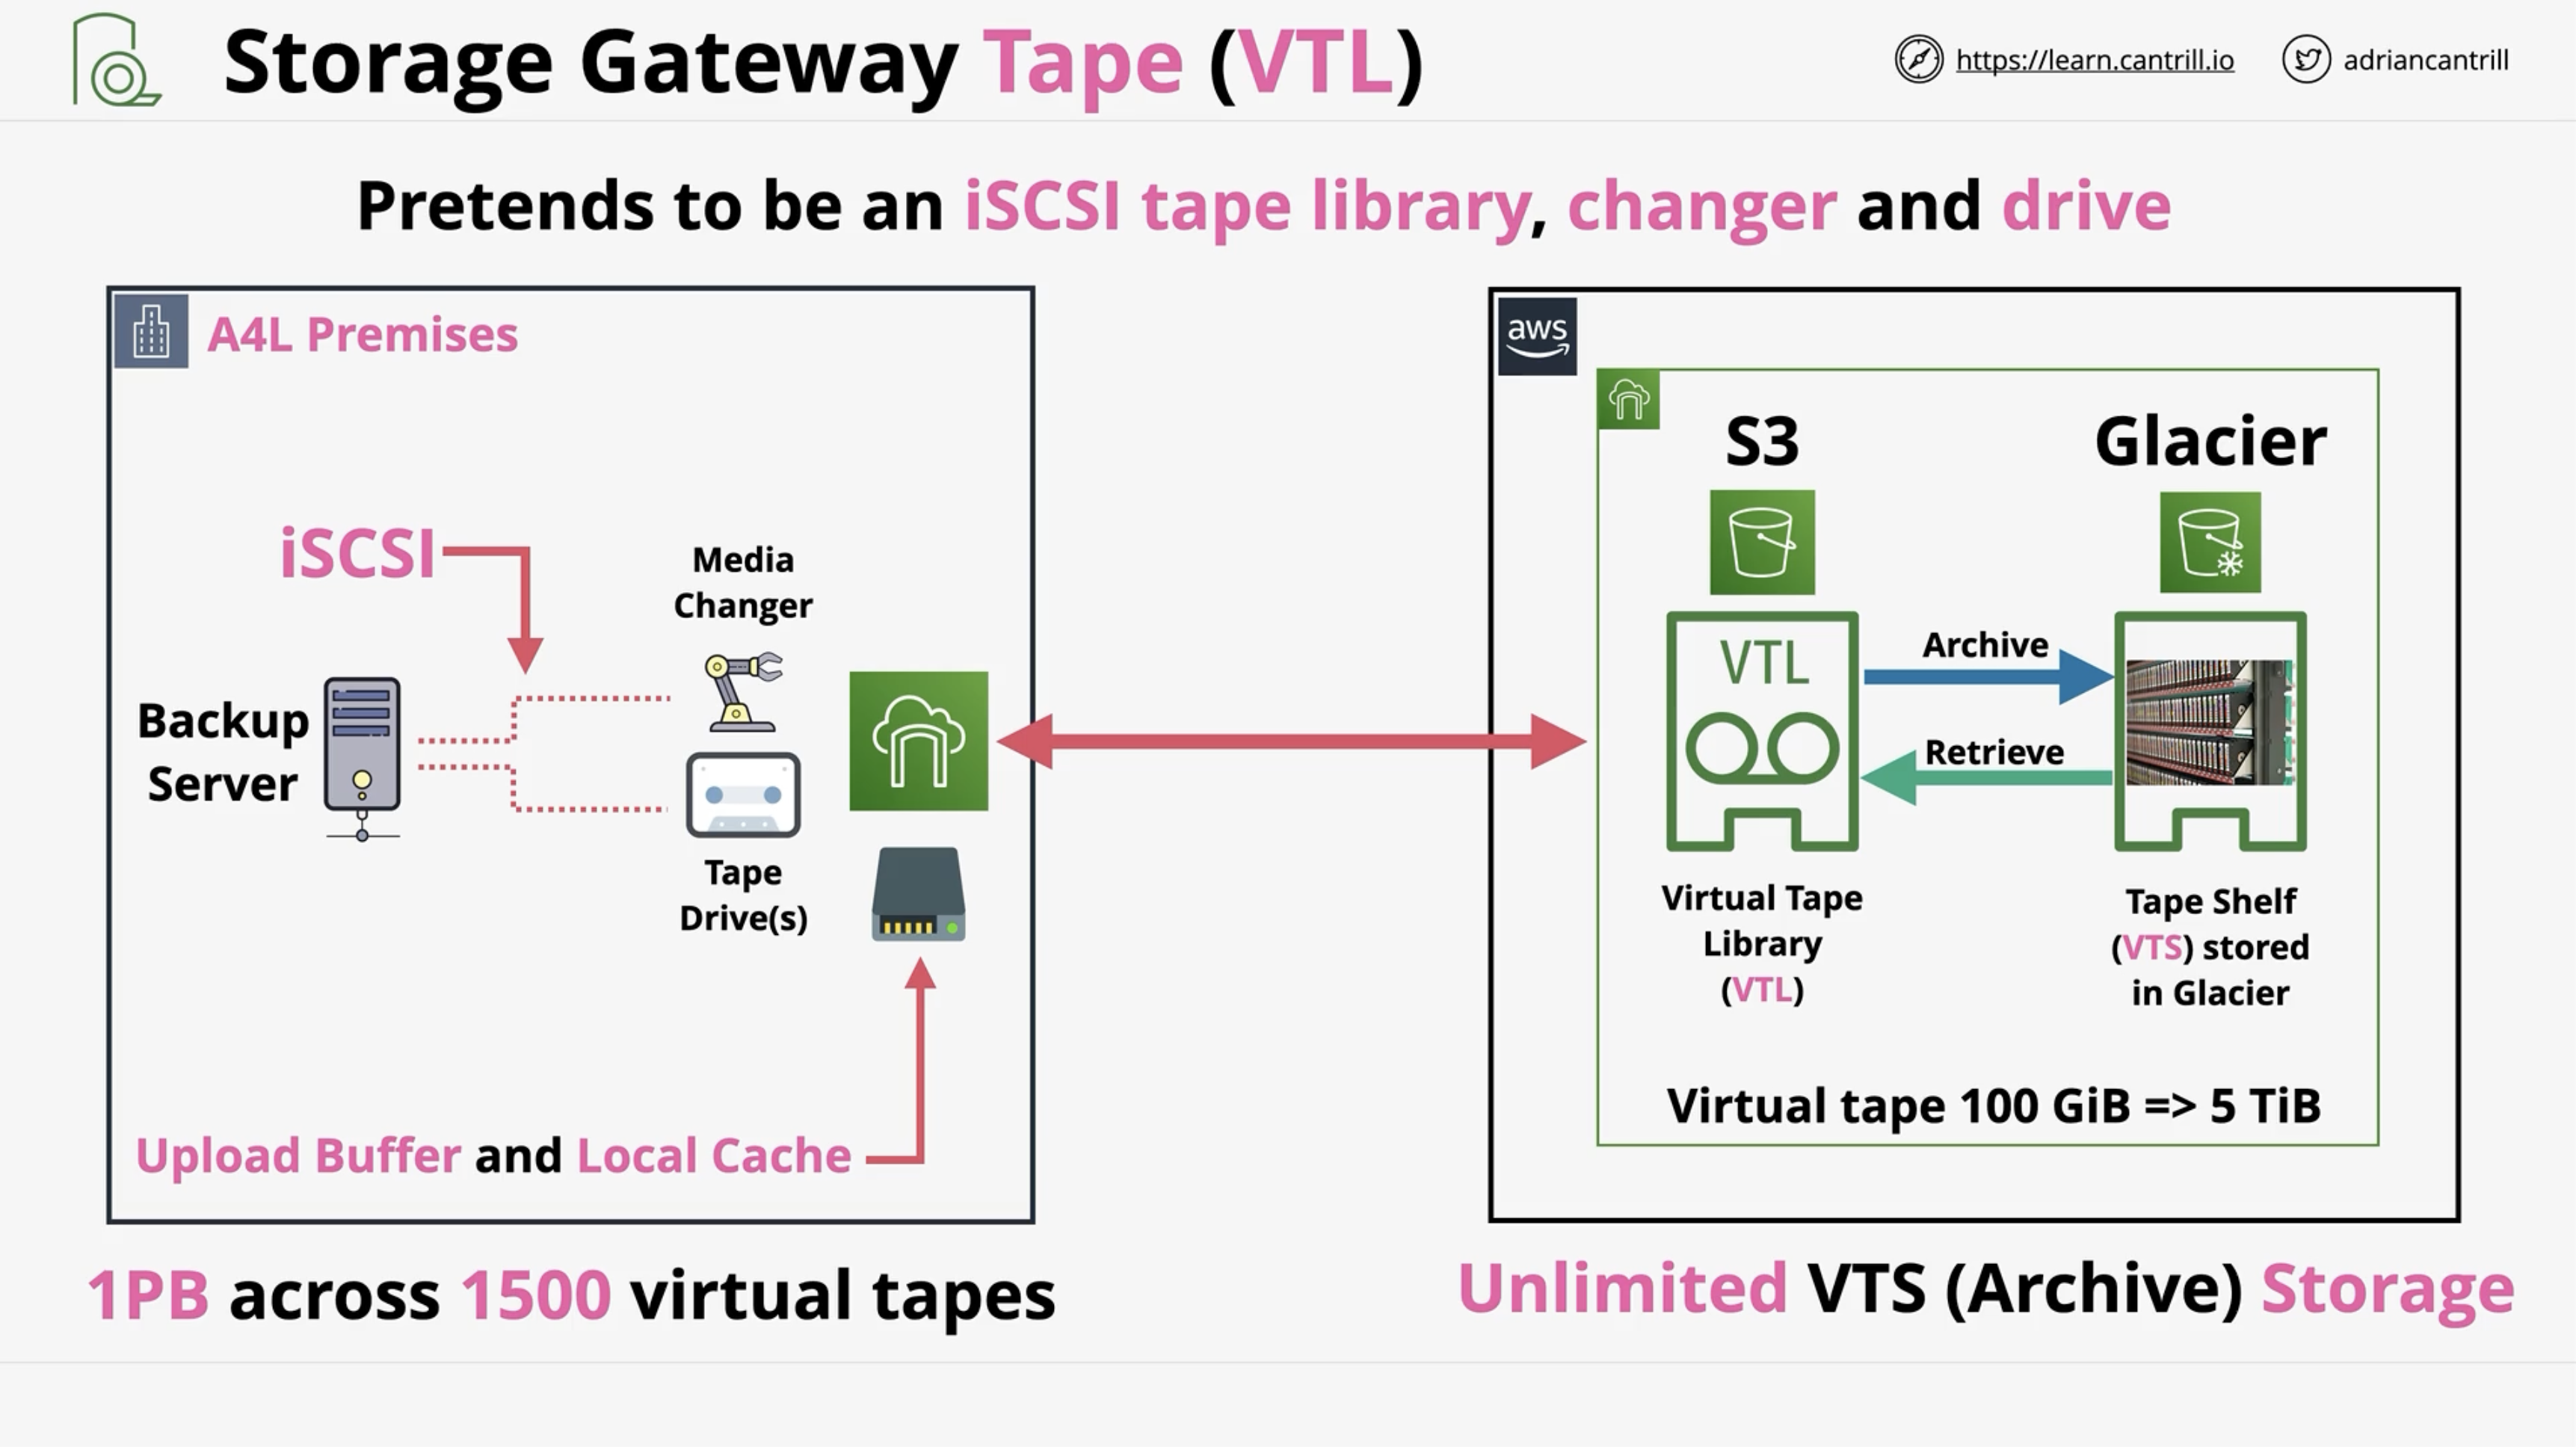 Storage Gateway Tape (VTL)
https://learn.cantrill.io
adriancantrill
Pretends to be an iSCSI tape library, changer and drive
A4L Premises
iSCSI
Backup
Server
Media
Changer
Tape
Drive(s)
Upload Buffer and Local Cache
1PB across 1500 virtual tapes
aws
S3
Glacier
VTL
Archive
Retrieve
Virtual Tape
Library
(VTL)
Tape Shelf
(VTS) stored
in Glacier
Virtual tape 100 GiB => 5 TiB
Unlimited VTS (Archive) Storage